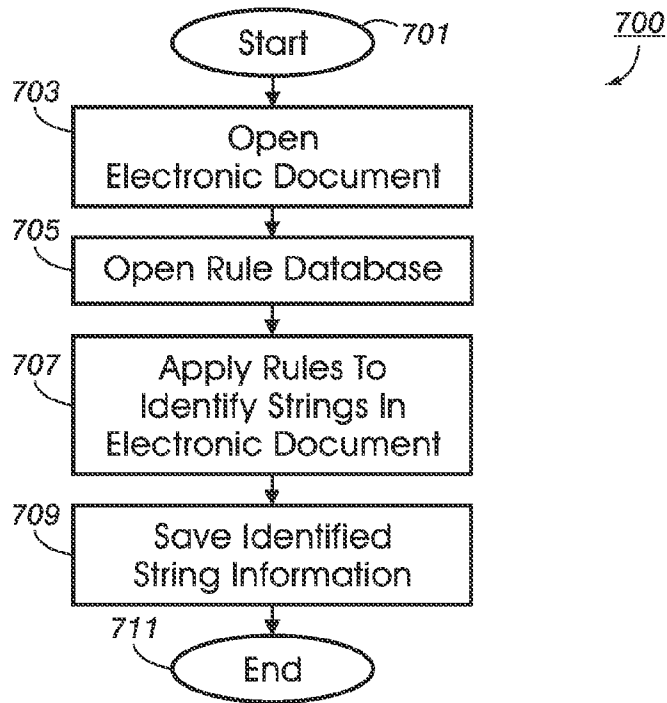 Start
701
700
703
Open
Electronic Document
705
Open Rule Database
707
Apply Rules To
Identify Strings In
Electronic Document
709
Save Identified
String Information
711
End